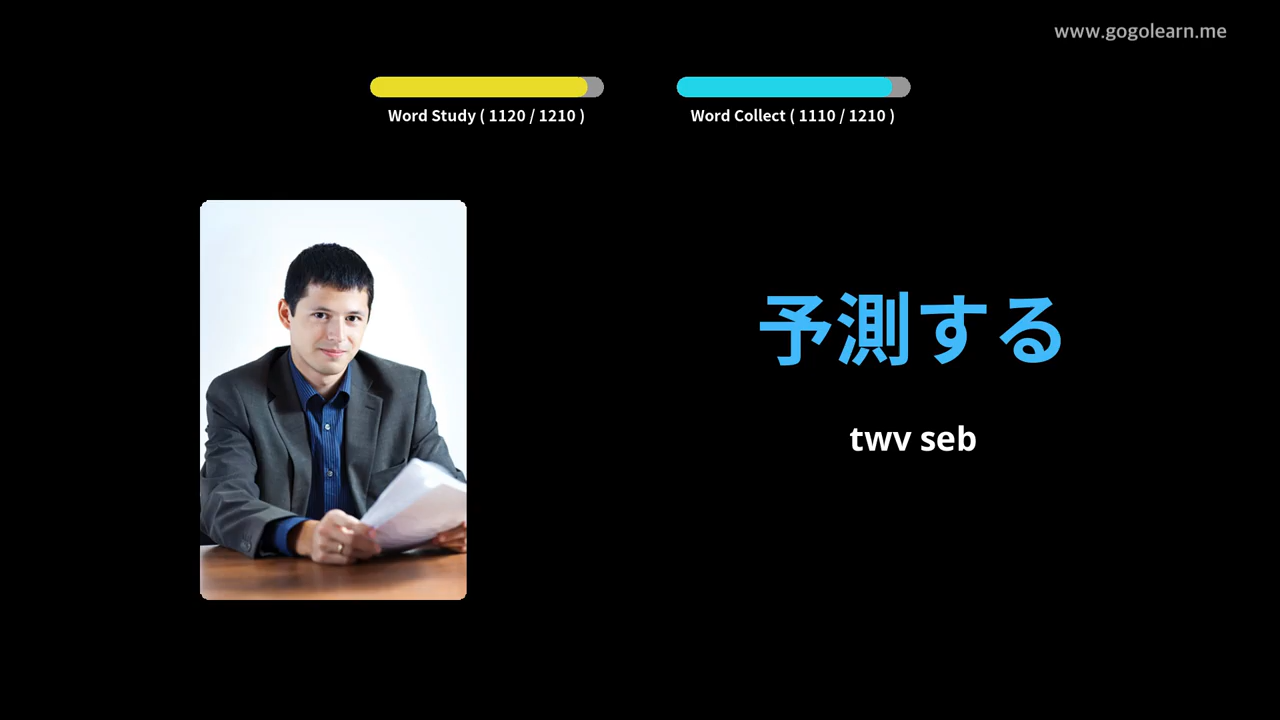 www.gogolearn.me
Word Study ( 1120 / 1210 )
Word Collect ( 1110 / 1210 )
予測する
twv seb